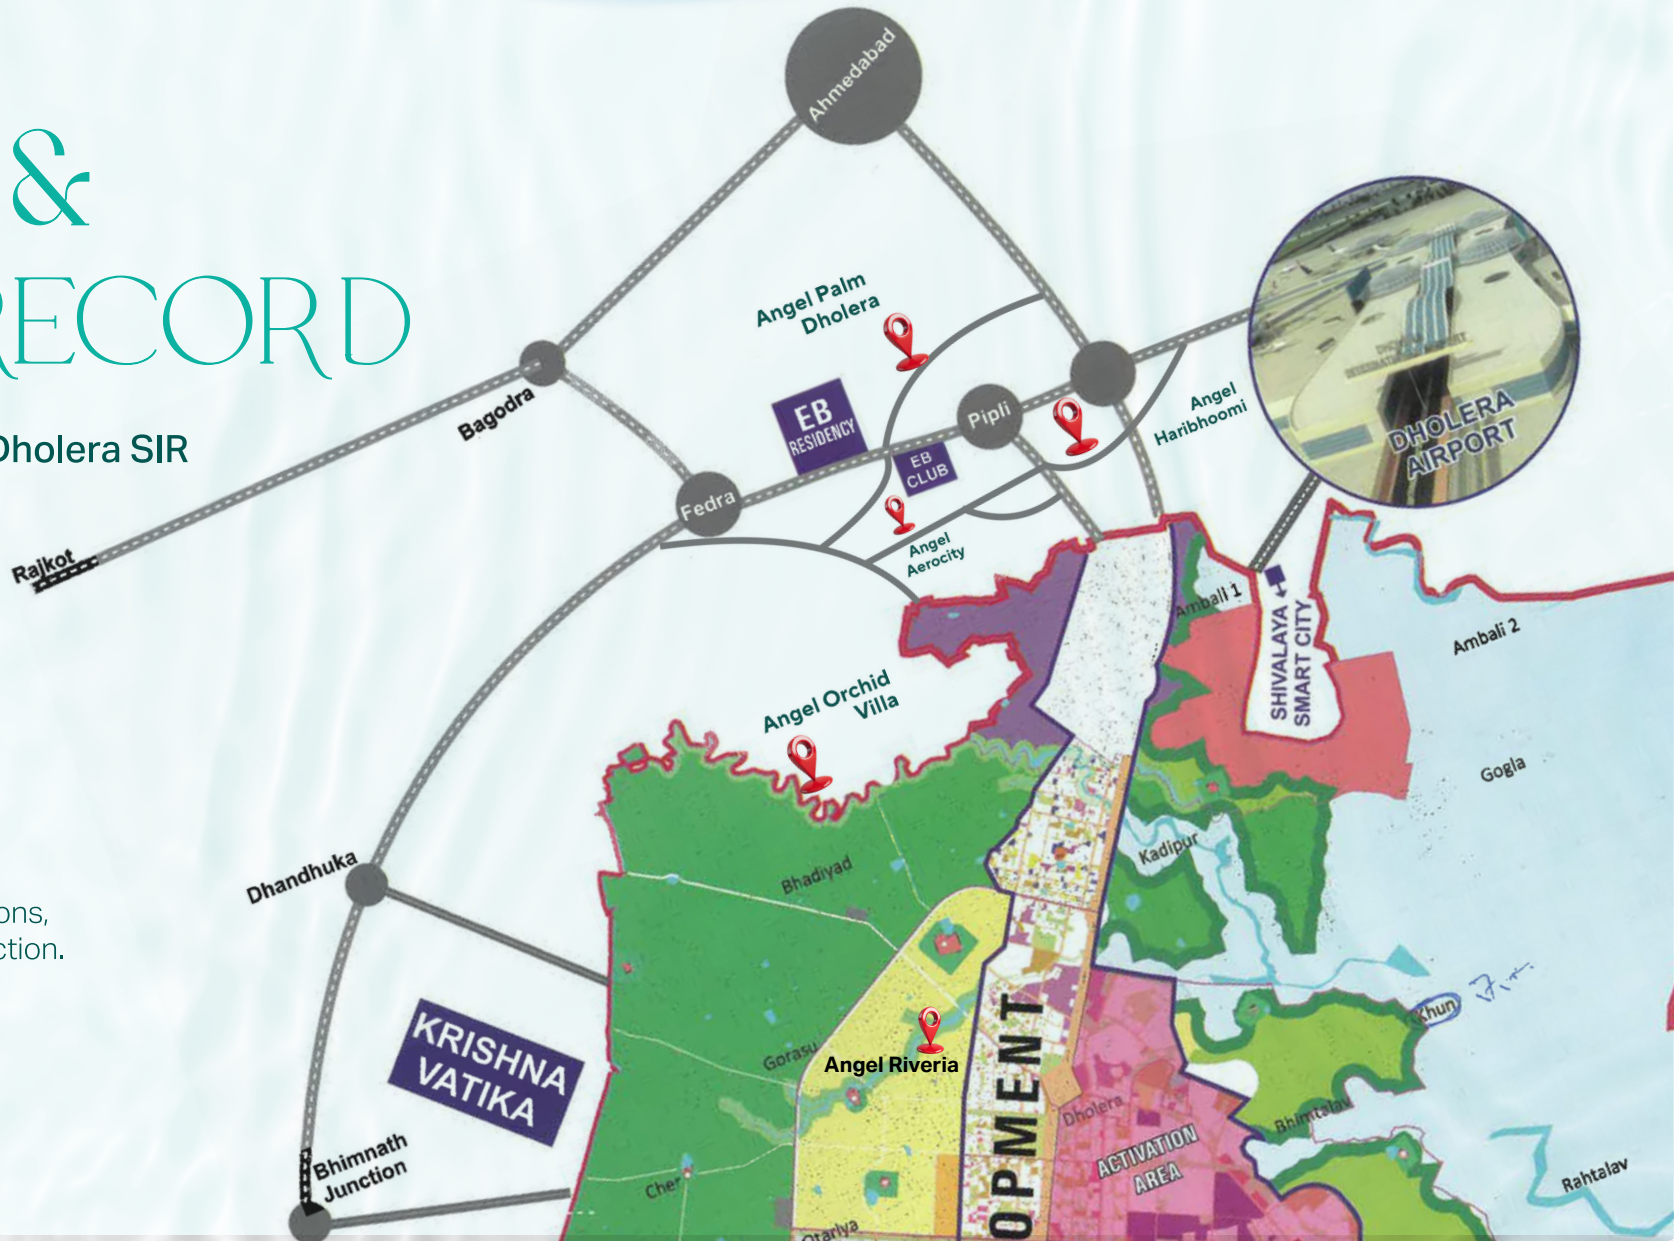 Ahmedabad
&
RECORD
Dholera SIR
ons,
ction.
Angel Palm
Dholera
Bagodra
Rajkot
EB
RESIDENCY
Pipli
EB
CLUB
Fedra
Angel
Haribhoomi
Angel
Aerocity
DHOLERA
AIRPORT
Ambali 1
SHIVALAYA
SMART CITY
Ambali 2
Gogla
Angel Orchid
Villa
Kadipur
Bhadiyad
Dhandhuka
KRISHNA
VATIKA
Gorasu
Angel Riveria
OPMENT
Khun
Dholera
ACTIVATION
AREA
Bhimtalav
Rahtalav
Bhimnath
Junction
Cher
Otariya